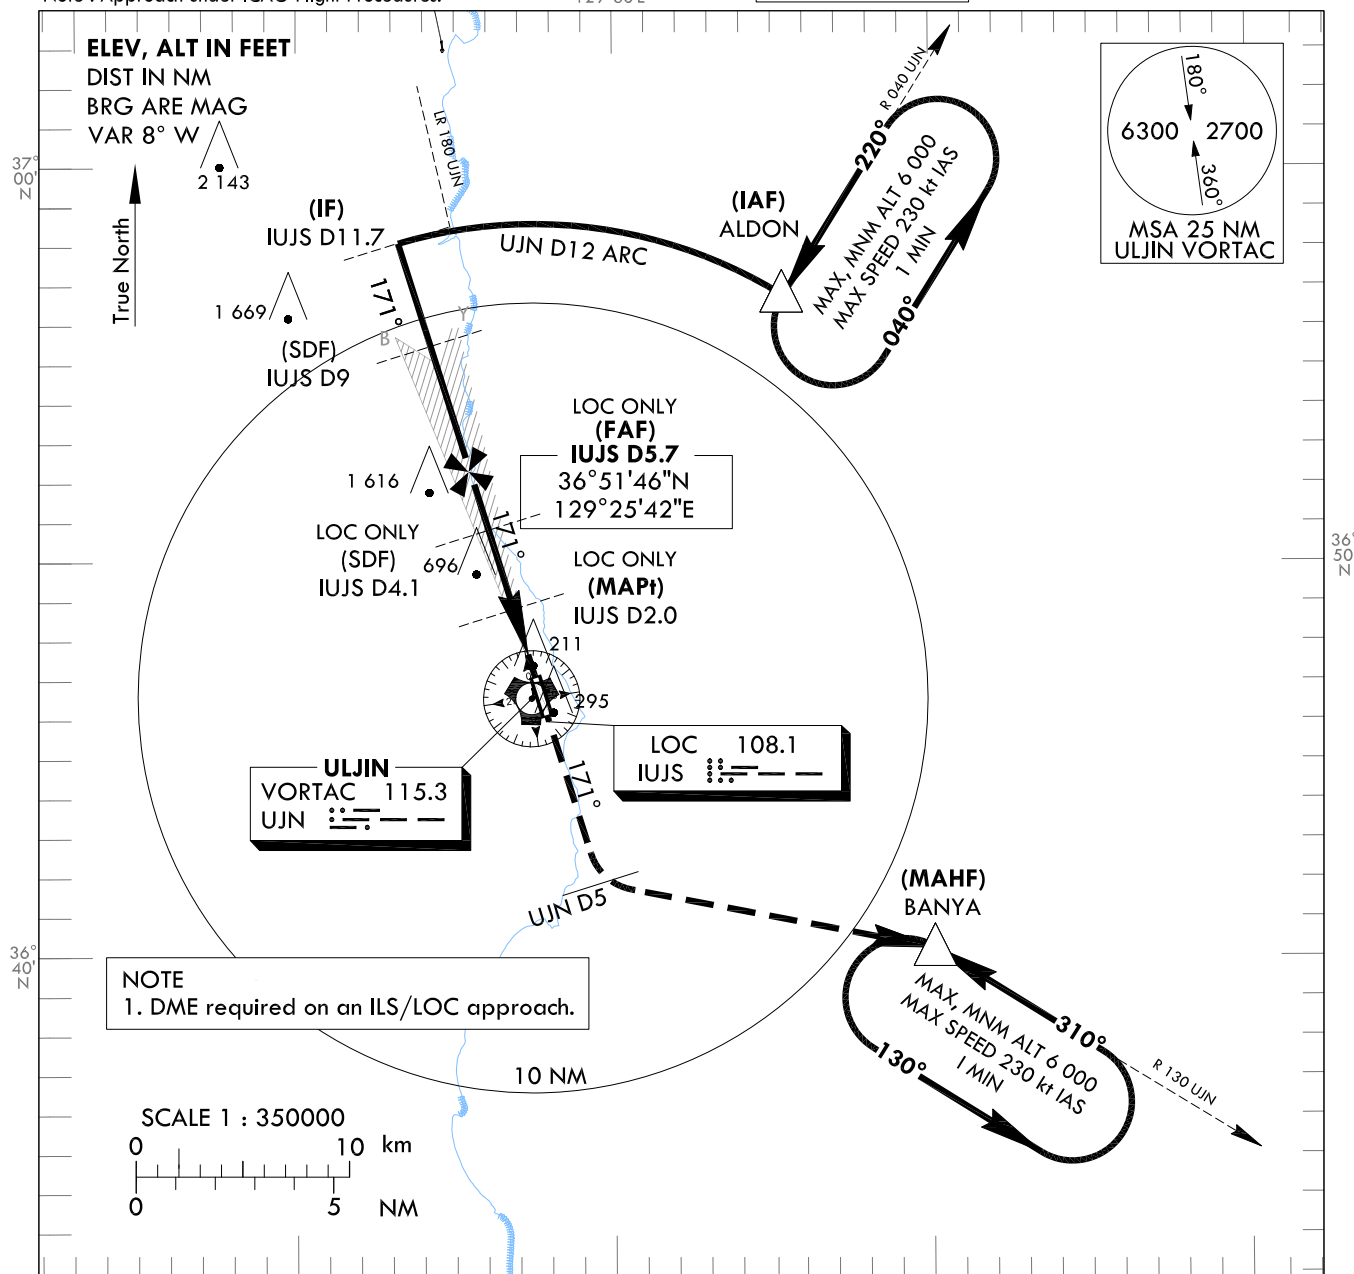 129°30'E
ELEV, ALT IN FEET
DIST IN NM
BRG ARE MAG
VAR 8° W
2 143
37°
00'
N
True North
(IF)
IUJS D11.7
LR 180 UJN
UJN D12 ARC
(IAF)
ALDON
R 040 UJN
220°
MAX, MNM ALT 6 000
MAX SPEED 230 kt IAS
1 MIN
040°
180°
6300
2700
360°
MSA 25 NM
ULJIN VORTAC
1 669
171°
(SDF)
IUJS D9
B
Y
LOC ONLY
(FAF)
IUJS D5.7
36°51'46"N
129°25'42"E
1 616
171°
LOC ONLY
(SDF)
IUJS D4.1
696
LOC ONLY
(MAPt)
IUJS D2.0
36°
50'
N
211
295
LOC 108.1
IUJS
ULJIN
VORTAC 115.3
UJN
171°
UJN D5
(MAHF)
BANYA
36°
40'
N
NOTE
1. DME required on an ILS/LOC approach.
MAX, MNM ALT 6 000
MAX SPEED 230 kt IAS
1 MIN
310°
130°
R 130 UJN
10 NM
SCALE 1 : 350000
0 10 km
0 5 NM